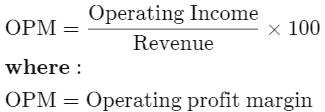 OPM = Operating Income / Revenue × 100
where :
OPM = Operating profit margin